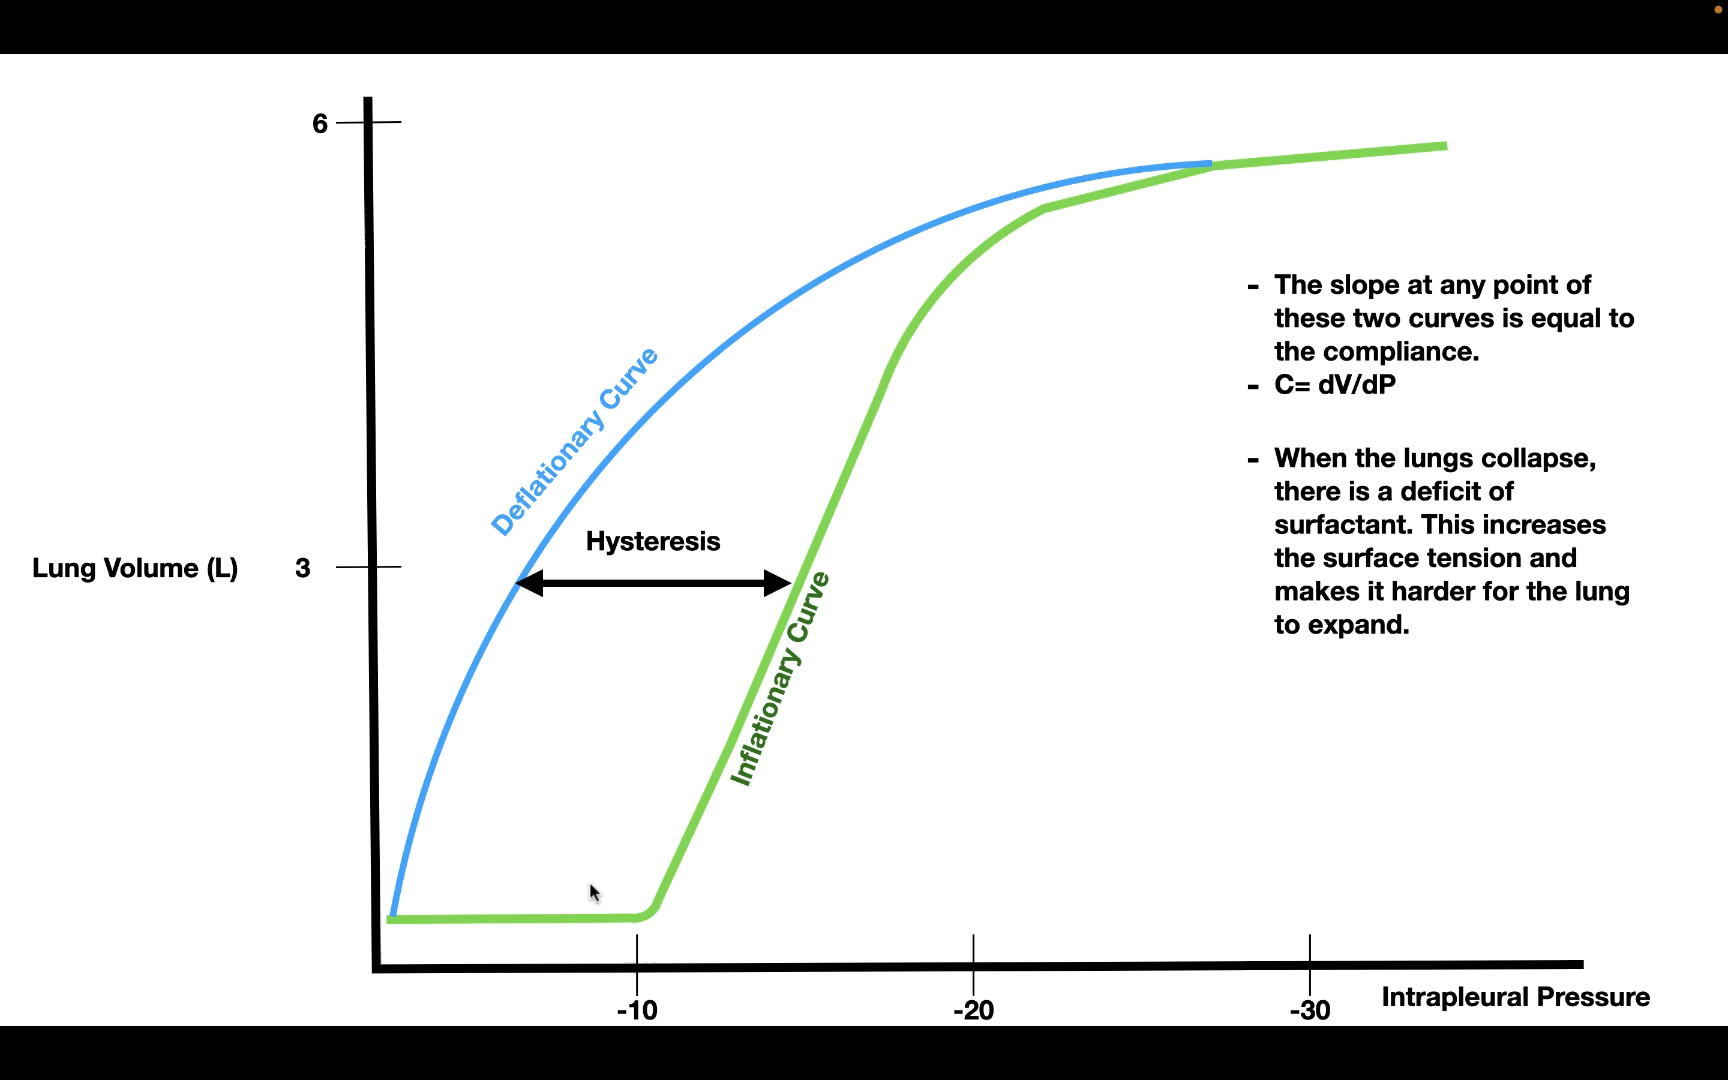 6
- The slope at any point of
these two curves is equal to
the compliance.
- C= dV/dP
Deflationary Curve
- When the lungs collapse,
there is a deficit of
surfactant. This increases
the surface tension and
makes it harder for the lung
to expand.
Hysteresis
Lung Volume (L) 3
Inflationary Curve
-10 -20 -30
Intrapleural Pressure